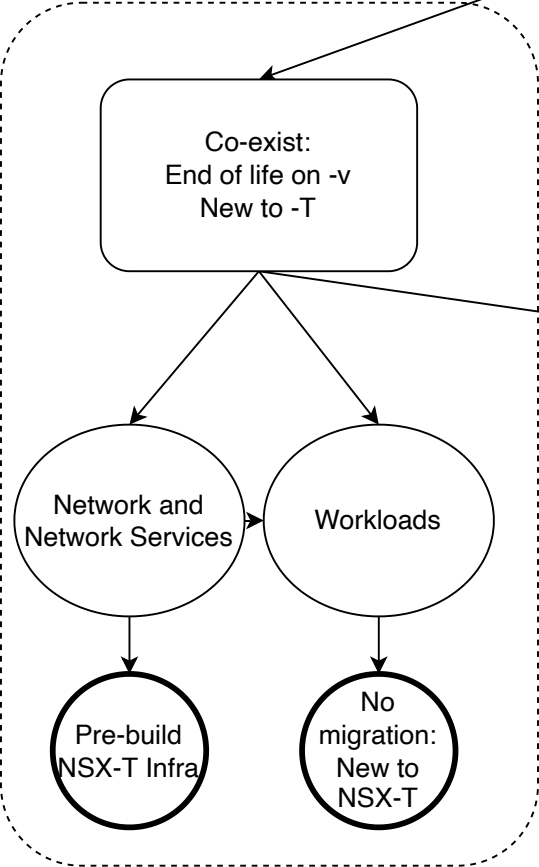 Co-exist:
End of life on -v
New to -T
Network and
Network Services
Workloads
Pre-build
NSX-T Infra
No
migration:
New to
NSX-T